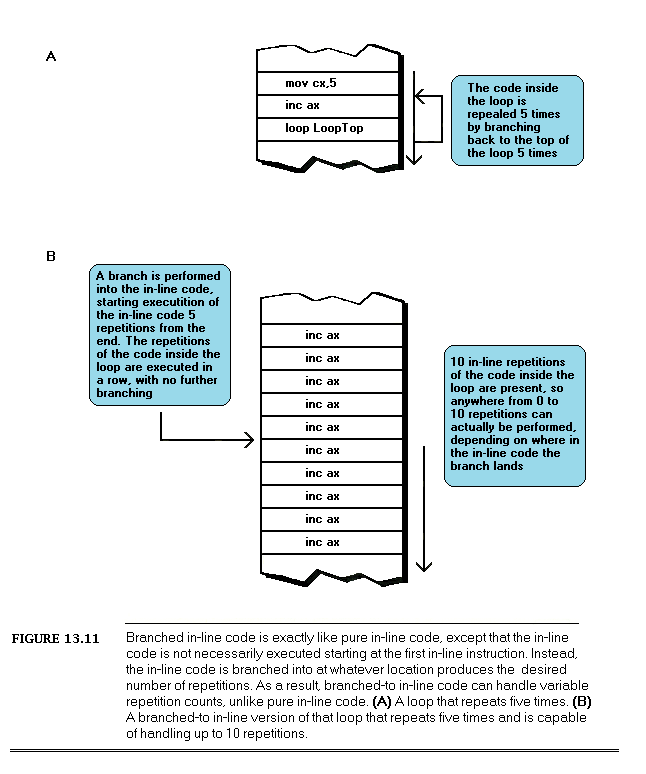 A
mov cx,5
inc ax
loop LoopTop
The code inside
the loop is
repealed 5 times
by branching
back to the top of
the loop 5 times
B
A branch is performed
into the in-line code,
starting executition of
the in-line code 5
repetitions from the
end. The repetitions
of the code inside the
loop are executed in
a row, with no further
branching
inc ax
inc ax
inc ax
inc ax
inc ax
inc ax
inc ax
inc ax
inc ax
inc ax
10 in-line repetitions
of the code inside the
loop are present, so
anywhere from 0 to
10 repetitions can
actually be performed,
depending on where in
the in-line code the
branch lands
FIGURE 13.11
Branched in-line code is exactly like pure in-line code, except that the in-line
code is not necessarily executed starting at the first in-line instruction. Instead,
the in-line code is branched into at whatever location produces the desired
number of repetitions. As a result, branched-to in-line code can handle variable
repetition counts, unlike pure in-line code. (A) A loop that repeats five times. (B)
A branched-to in-line version of that loop that repeats five times and is capable
of handling up to 10 repetitions.